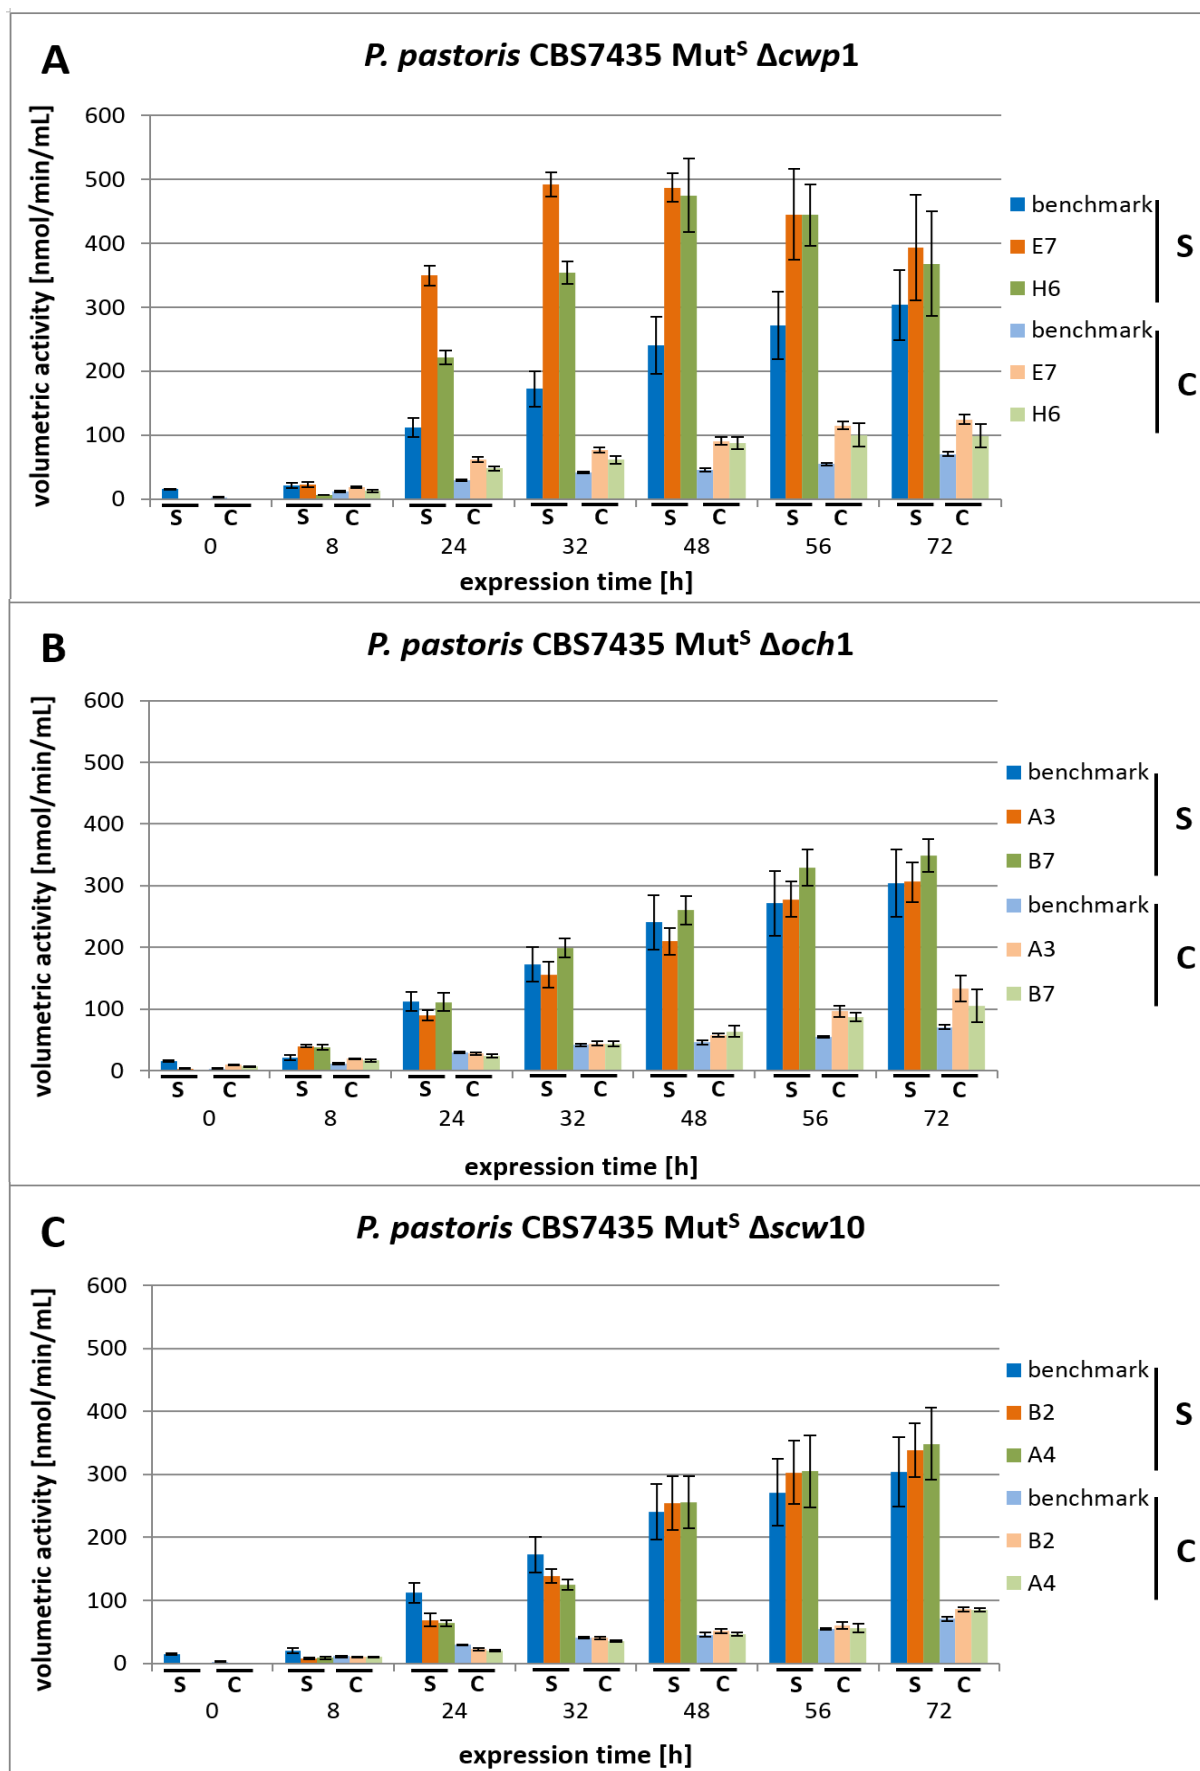 A
P. pastoris CBS7435 Mutˢ Δcwp1
volumetric activity [nmol/min/mL]
600
500
400
300
200
100
0
S C S C S C S C S C S C S C
0 8 24 32 48 56 72
expression time [h]
benchmark
E7
H6
S
benchmark
E7
H6
C
B
P. pastoris CBS7435 Mutˢ Δoch1
volumetric activity [nmol/min/mL]
600
500
400
300
200
100
0
S C S C S C S C S C S C S C
0 8 24 32 48 56 72
expression time [h]
benchmark
A3
B7
S
benchmark
A3
B7
C
C
P. pastoris CBS7435 Mutˢ Δscw10
volumetric activity [nmol/min/mL]
600
500
400
300
200
100
0
S C S C S C S C S C S C S C
0 8 24 32 48 56 72
expression time [h]
benchmark
B2
A4
S
benchmark
B2
A4
C